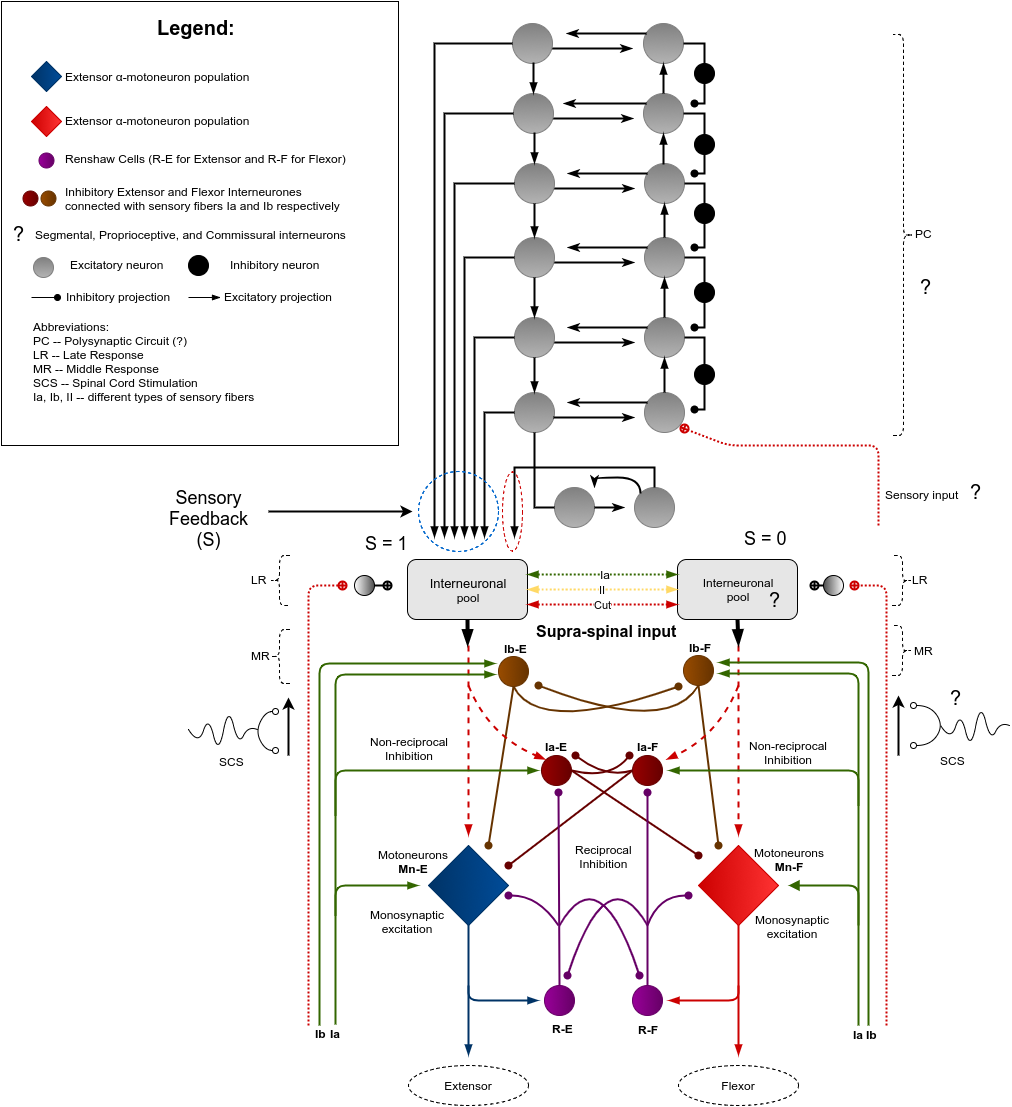 Legend:
Extensor α-motoneuron population
Extensor α-motoneuron population
Renshaw Cells (R-E for Extensor and R-F for Flexor)
Inhibitory Extensor and Flexor Interneurones
connected with sensory fibers Ia and Ib respectively
? Segmental, Proprioceptive, and Commissural interneurons
Excitatory neuron
Inhibitory neuron
Inhibitory projection
Excitatory projection
Abbreviations:
PC -- Polysynaptic Circuit (?)
LR -- Late Response
MR -- Middle Response
SCS -- Spinal Cord Stimulation
Ia, Ib, II -- different types of sensory fibers
PC
?
Sensory input ?
Sensory
Feedback
(S)
S = 1
S = 0
LR
Interneuronal
pool
Ia
II
Cut
Interneuronal
pool
?
LR
Supra-spinal input
MR
Ib-E
Ib-F
MR
SCS
?
SCS
Non-reciprocal
Inhibition
Ia-E
Ia-F
Non-reciprocal
Inhibition
Motoneurons
Mn-E
Reciprocal
Inhibition
Motoneurons
Mn-F
Monosynaptic
excitation
Monosynaptic
excitation
Ib Ia
R-E
R-F
Ia Ib
Extensor
Flexor